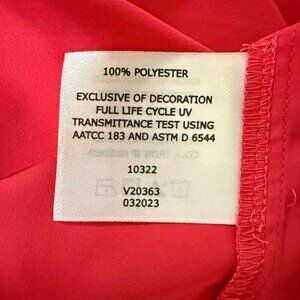 100% POLYESTER
EXCLUSIVE OF DECORATION
FULL LIFE CYCLE UV
TRANSMITTANCE TEST USING
AATCC 183 AND ASTM D 6544
10322
V20363
032023